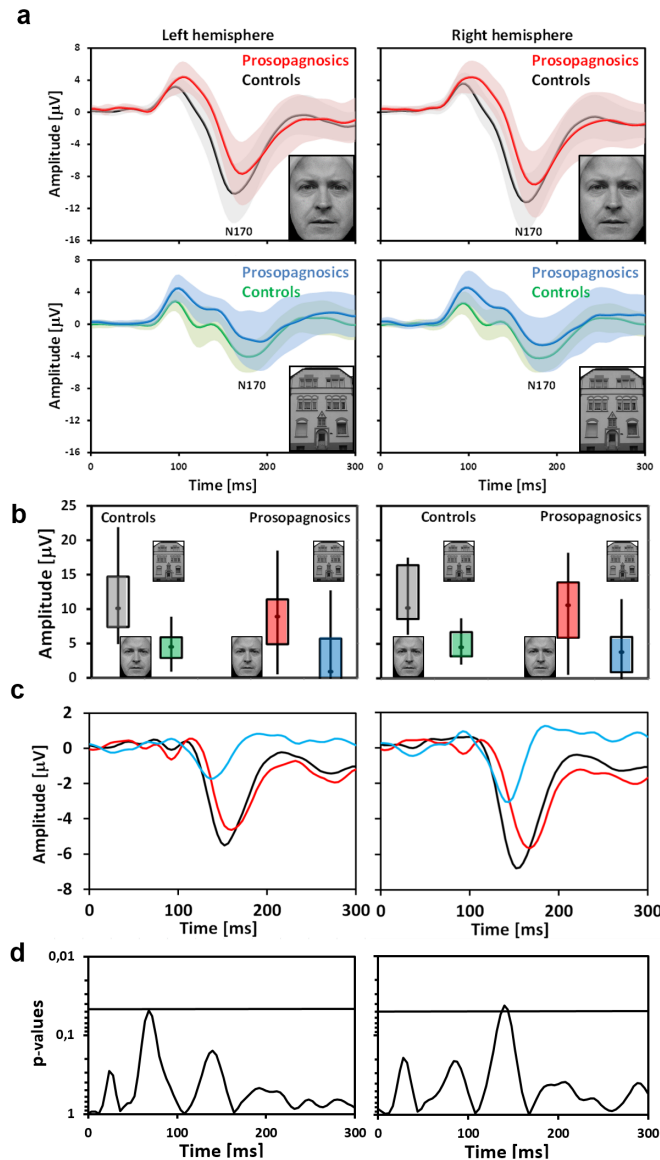 a
Left hemisphere
Right hemisphere
Amplitude [µV]
8
4
0
-4
-8
-12
-16
Prosopagnosics
Controls
N170
Prosopagnosics
Controls
N170
Amplitude [µV]
8
4
0
-4
-8
-12
-16
Prosopagnosics
Controls
N170
Prosopagnosics
Controls
N170
0 100 200 300
0 100 200 300
Time [ms]
Time [ms]
b
Amplitude [µV]
25
20
15
10
5
0
Controls
Prosopagnosics
Controls
Prosopagnosics
c
Amplitude [µV]
2
0
-2
-4
-6
-8
0 100 200 300
0 100 200 300
Time [ms]
Time [ms]
d
p-values
0,01
0,1
1
0 100 200 300
0 100 200 300
Time [ms]
Time [ms]